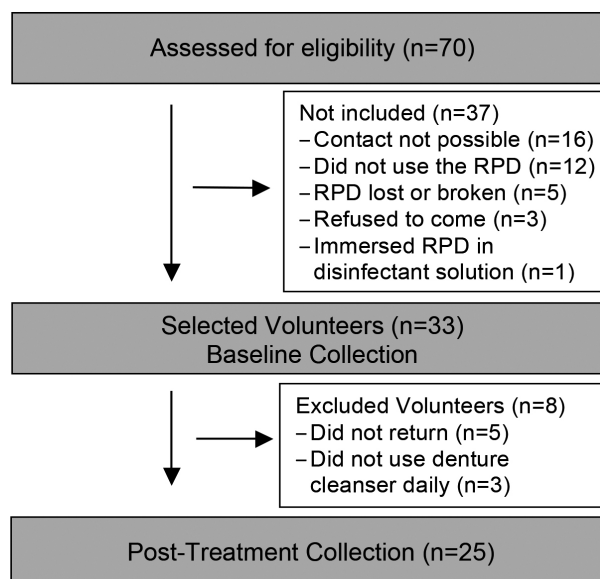 Assessed for eligibility (n=70)
Not included (n=37)
–Contact not possible (n=16)
–Did not use the RPD (n=12)
–RPD lost or broken (n=5)
–Refused to come (n=3)
–Immersed RPD in
disinfectant solution (n=1)
Selected Volunteers (n=33)
Baseline Collection
Excluded Volunteers (n=8)
–Did not return (n=5)
–Did not use denture
cleanser daily (n=3)
Post-Treatment Collection (n=25)